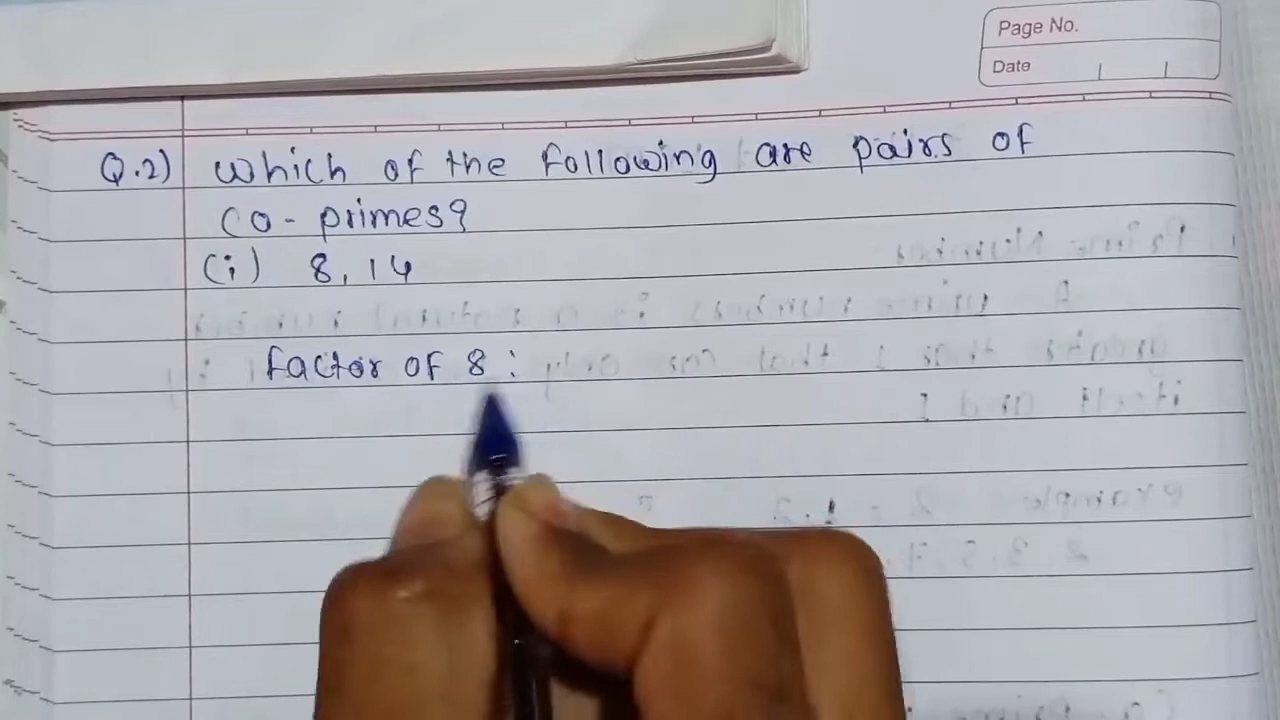 Page No.
Date
Q.2) Which of the following are pairs of
co-primes?
(i) 8, 14
factor of 8: